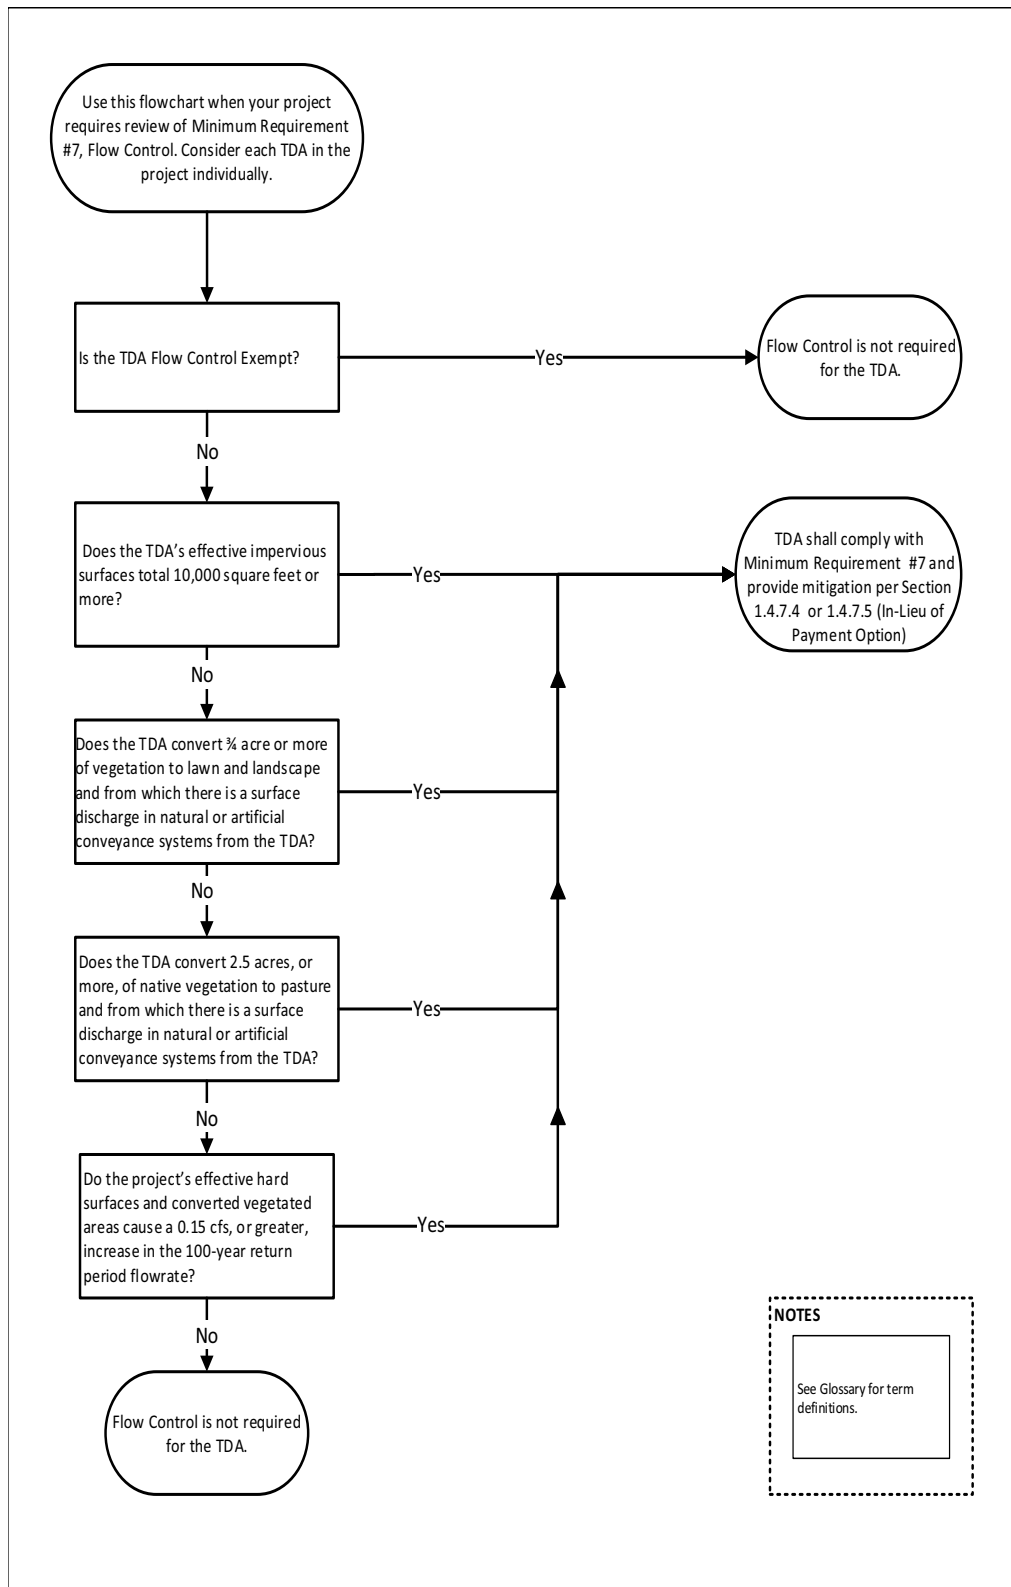 Use this flowchart when your project
requires review of Minimum Requirement
#7, Flow Control. Consider each TDA in the
project individually.
Is the TDA Flow Control Exempt?
Yes
Flow Control is not required
for the TDA.
No
Does the TDA's effective impervious
surfaces total 10,000 square feet or
more?
Yes
TDA shall comply with
Minimum Requirement #7 and
provide mitigation per Section
1.4.7.4 or 1.4.7.5 (In-Lieu of
Payment Option)
No
Does the TDA convert ¾ acre or more
of vegetation to lawn and landscape
and from which there is a surface
discharge in natural or artificial
conveyance systems from the TDA?
Yes
No
Does the TDA convert 2.5 acres, or
more, of native vegetation to pasture
and from which there is a surface
discharge in natural or artificial
conveyance systems from the TDA?
Yes
No
Do the project's effective hard
surfaces and converted vegetated
areas cause a 0.15 cfs, or greater,
increase in the 100-year return
period flowrate?
Yes
No
Flow Control is not required
for the TDA.
NOTES
See Glossary for term
definitions.